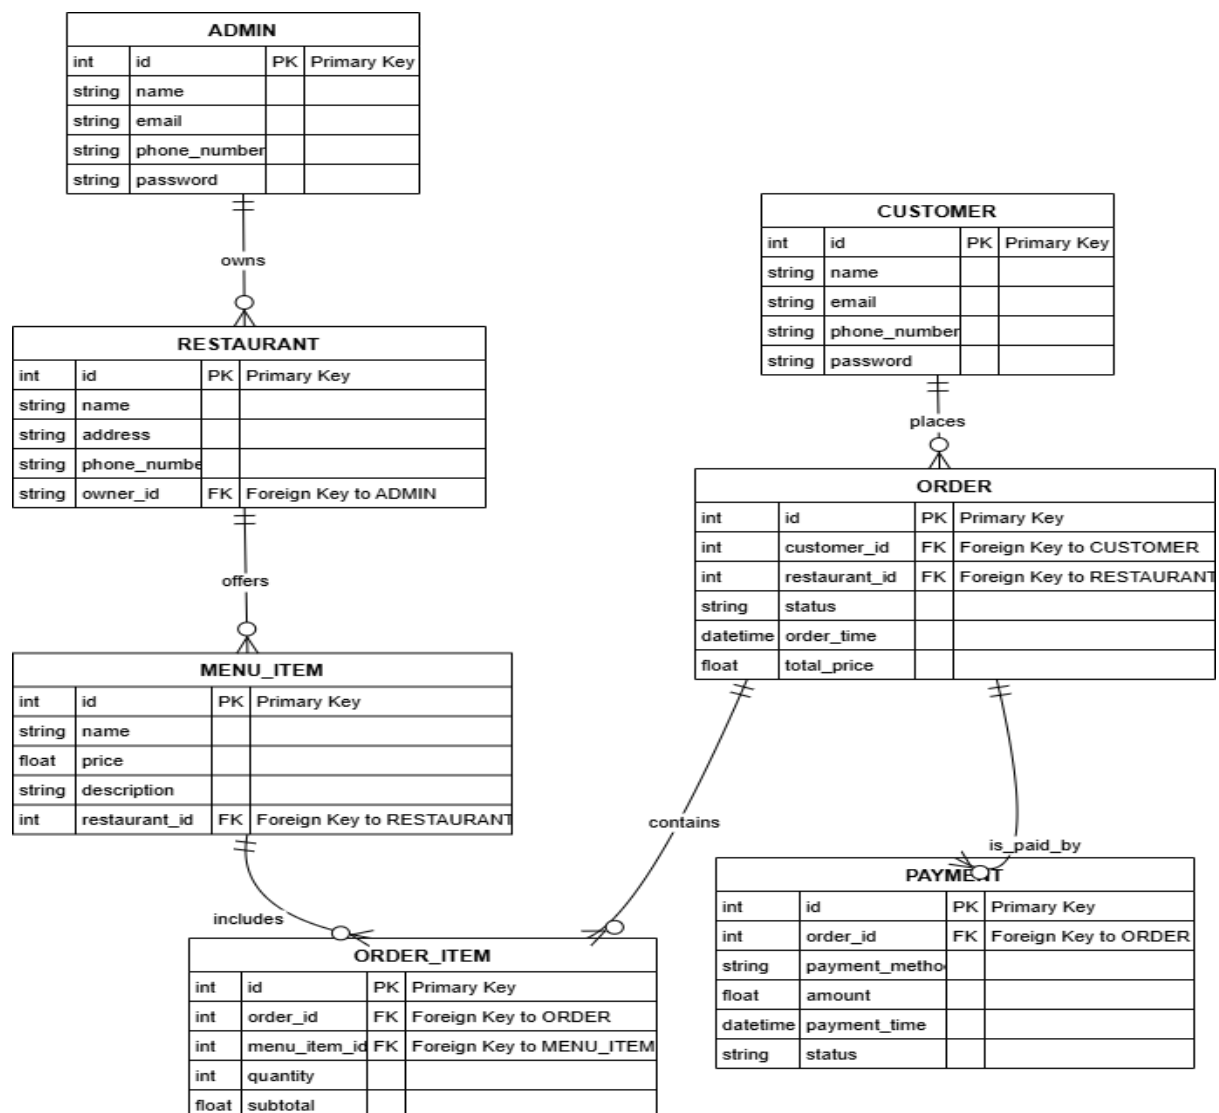 ADMIN
int id PK Primary Key
string name
string email
string phone_number
string password
owns
RESTAURANT
int id PK Primary Key
string name
string address
string phone_numbe
string owner_id FK Foreign Key to ADMIN
offers
MENU_ITEM
int id PK Primary Key
string name
float price
string description
int restaurant_id FK Foreign Key to RESTAURANT
includes
CUSTOMER
int id PK Primary Key
string name
string email
string phone_number
string password
places
ORDER
int id PK Primary Key
int customer_id FK Foreign Key to CUSTOMER
int restaurant_id FK Foreign Key to RESTAURANT
string status
datetime order_time
float total_price
contains
is_paid_by
ORDER_ITEM
int id PK Primary Key
int order_id FK Foreign Key to ORDER
int menu_item_id FK Foreign Key to MENU_ITEM
int quantity
float subtotal
PAYMENT
int id PK Primary Key
int order_id FK Foreign Key to ORDER
string payment_metho
float amount
datetime payment_time
string status